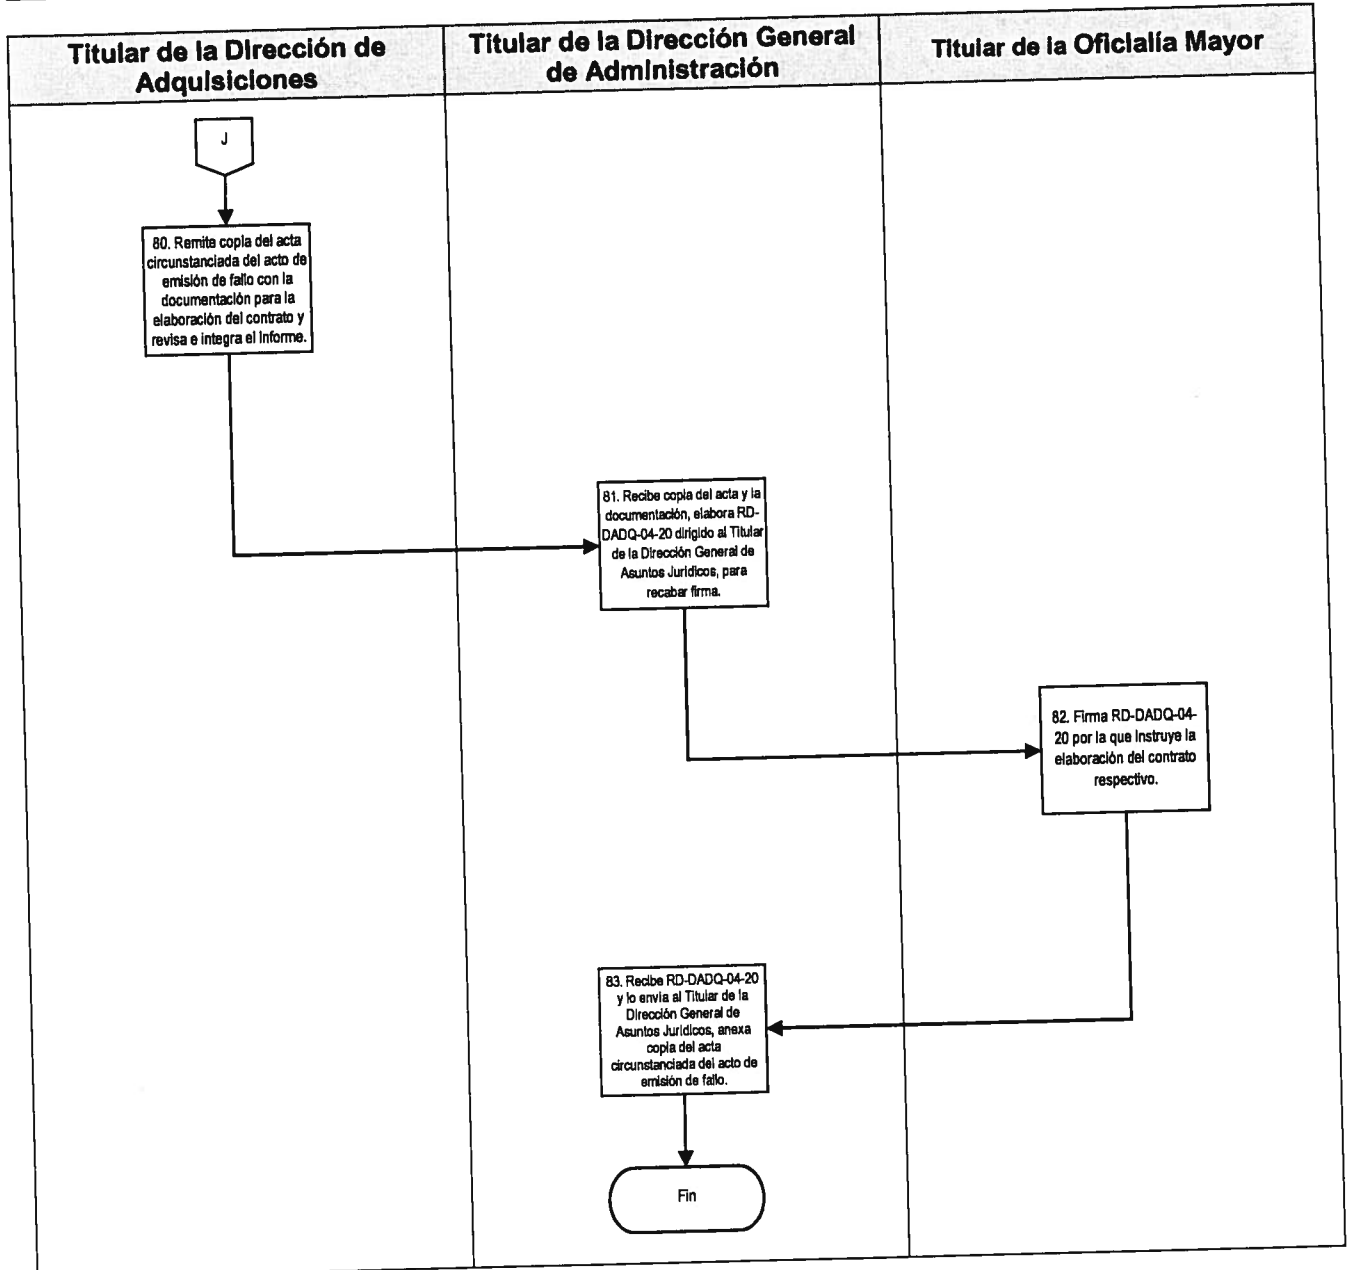 Titular de la Dirección de
Adquisiciones
Titular de la Dirección General
de Administración
Titular de la Oficialía Mayor
J
80. Remite copia del acta
circunstanciada del acto de
emisión de fallo con la
documentación para la
elaboración del contrato y
revisa e integra el informe.
81. Recibe copia del acta y la
documentación, elabora RD-
DADQ-04-20 dirigido al Titular
de la Dirección General de
Asuntos Jurídicos, para
recabar firma.
82. Firma RD-DADQ-04-
20 por la que instruye la
elaboración del contrato
respectivo.
83. Recibe RD-DADQ-04-20
y lo envía al Titular de la
Dirección General de
Asuntos Jurídicos, anexa
copia del acta
circunstanciada del acto de
emisión de fallo.
Fin